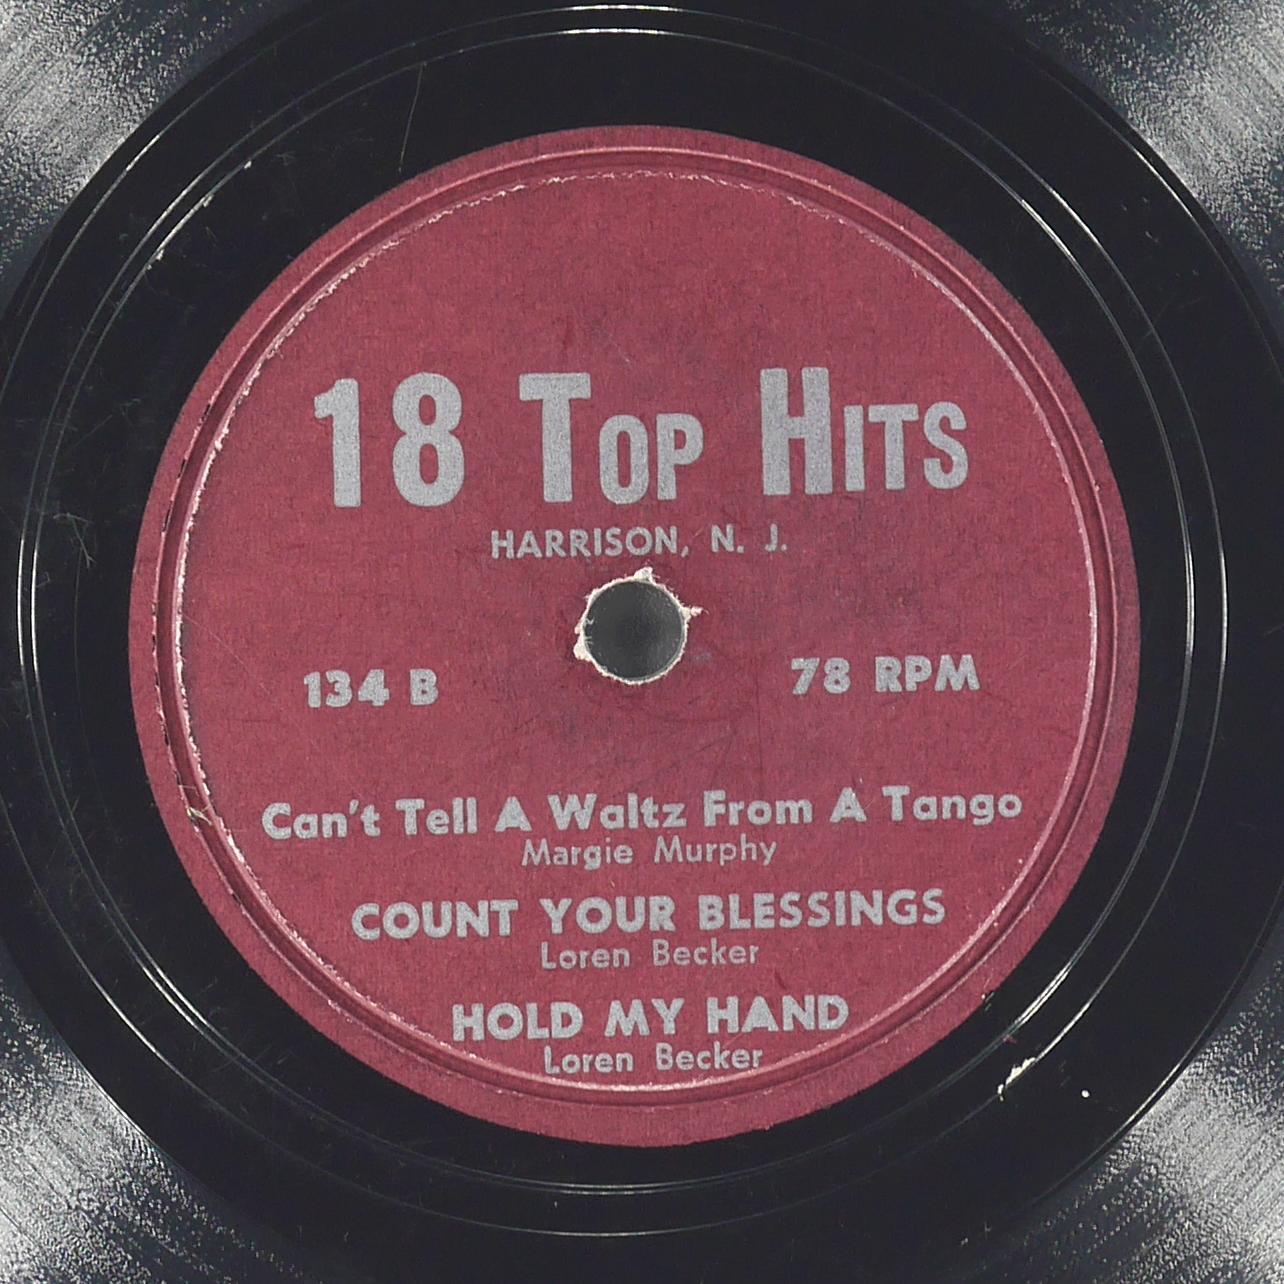 18 TOP HITS
HARRISON, N. J.
134 B 78 RPM
Can't Tell A Waltz From A Tango
Margie Murphy
COUNT YOUR BLESSINGS
Loren Becker
HOLD MY HAND
Loren Becker